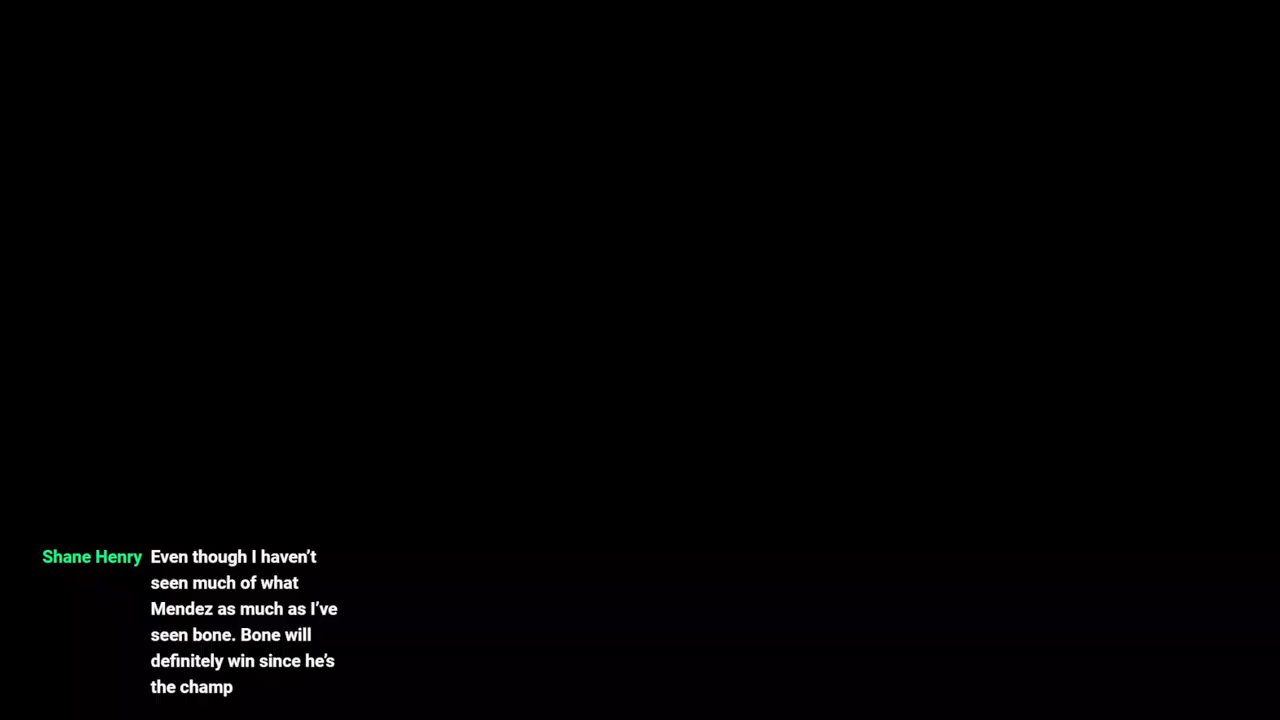 Shane Henry Even though I haven’t
seen much of what
Mendez as much as I’ve
seen bone. Bone will
definitely win since he’s
the champ